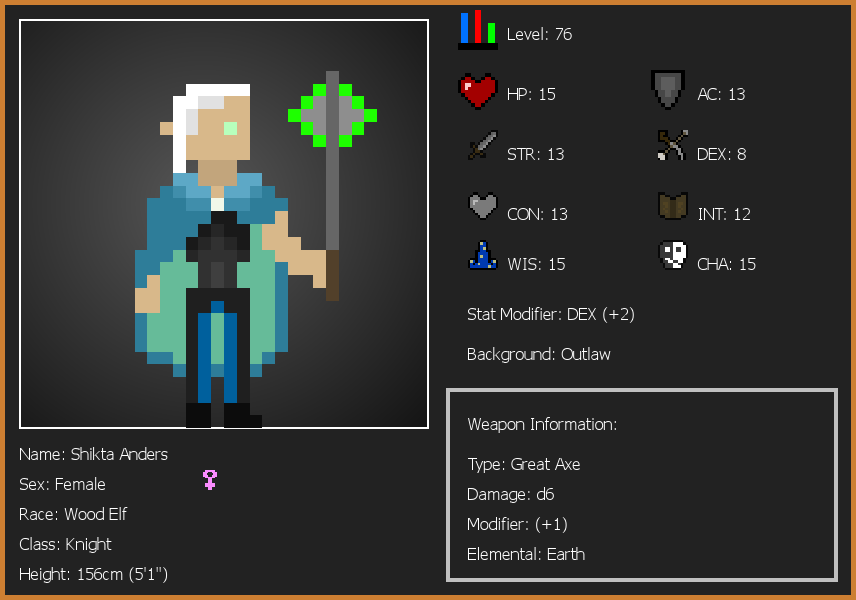 Level: 76
HP: 15
AC: 13
STR: 13
DEX: 8
CON: 13
INT: 12
WIS: 15
CHA: 15
Stat Modifier: DEX (+2)
Background: Outlaw
Weapon Information:
Type: Great Axe
Damage: d6
Modifier: (+1)
Elemental: Earth
Name: Shikta Anders
Sex: Female
Race: Wood Elf
Class: Knight
Height: 156cm (5'1")